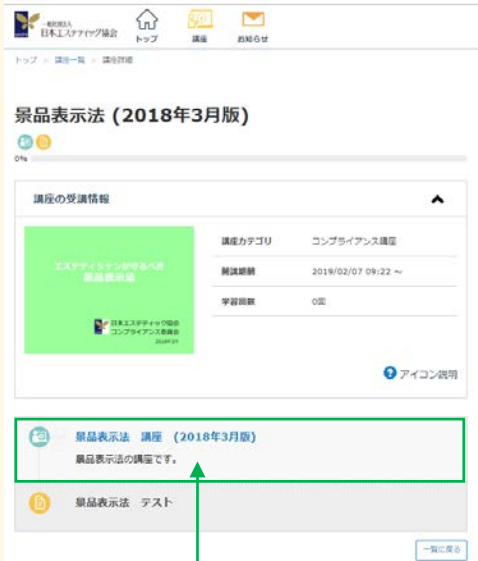 一般社団法人
日本エステティック協会
トップ
講座
お知らせ
トップ > 講座一覧 > 講座詳細
景品表示法 (2018年3月版)
0%
講座の受講情報
エステティシャンが守るべき
景品表示法
日本エステティック協会
コンプライアンス委員会
講座カテゴリ コンプライアンス講座
開講期間 2019/02/07 09:22 ~
学習回数 0回
アイコン説明
景品表示法 講座 (2018年3月版)
景品表示法の講座です。
景品表示法 テスト
一覧に戻る